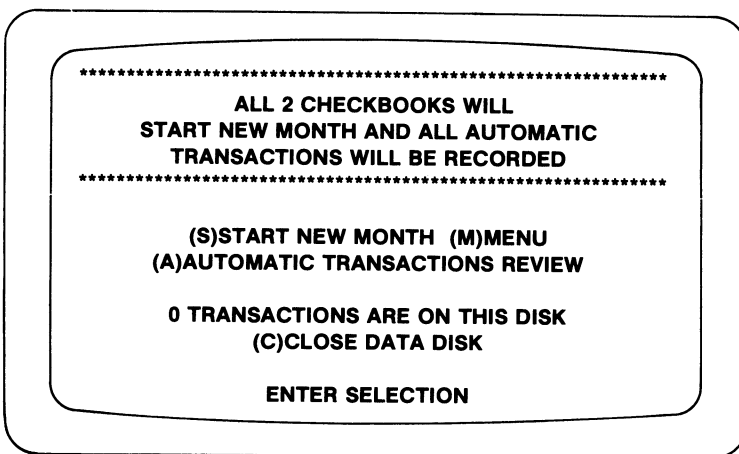 **************************************************************
ALL 2 CHECKBOOKS WILL
START NEW MONTH AND ALL AUTOMATIC
TRANSACTIONS WILL BE RECORDED
**************************************************************
(S)START NEW MONTH (M)MENU
(A)AUTOMATIC TRANSACTIONS REVIEW
0 TRANSACTIONS ARE ON THIS DISK
(C)CLOSE DATA DISK
ENTER SELECTION